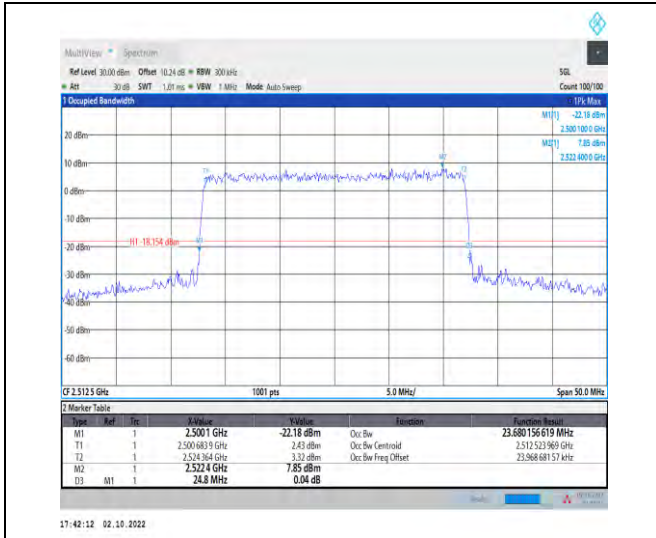 MultiView Spectrum
Ref Level 30.00 dBm Offset 10.24 dB RBW 300 kHz SGL
Att 30 dB SWT 1.01 ms VBW 1 MHz Mode Auto Sweep Count 100/100
1 Occupied Bandwidth 1Pk Max
M1[1] -22.18 dBm
2.500 100 0 GHz
M2[1] 7.85 dBm
2.522 400 0 GHz
20 dBm
10 dBm
M2
T1
T2
0 dBm
-10 dBm
H1 -18.154 dBm
-20 dBm
-30 dBm
-40 dBm
-50 dBm
-60 dBm
CF 2.512 5 GHz 1001 pts 5.0 MHz/ Span 50.0 MHz
2 Marker Table
Type Ref Trc X-Value Y-Value Function Function Result
M1 1 2.5001 GHz -22.18 dBm Occ Bw 23.680 156 619 MHz
T1 1 2.500 683 9 GHz 2.43 dBm Occ Bw Centroid 2.512 523 969 GHz
T2 1 2.524 364 GHz 3.32 dBm Occ Bw Freq Offset 23.968 681 57 kHz
M2 1 2.5224 GHz 7.85 dBm
D3 M1 1 24.8 MHz 0.04 dB
17:42:12 02.10.2022